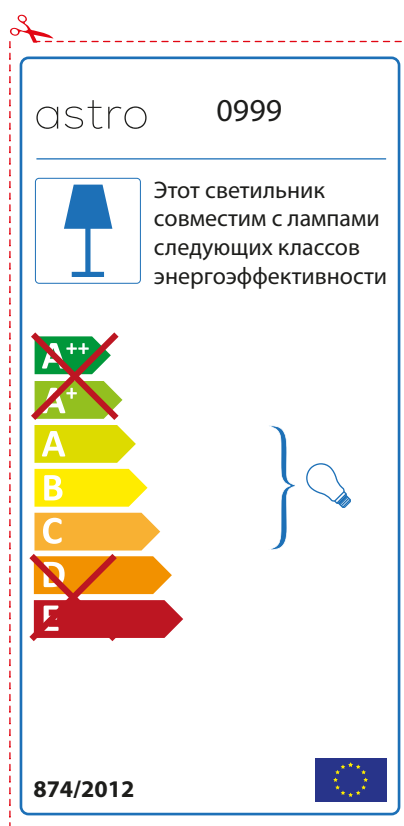 astro 0999
Этот светильник
совместим с лампами
следующих классов
энергоэффективности
A++
A+
A
B
C
D
E
874/2012